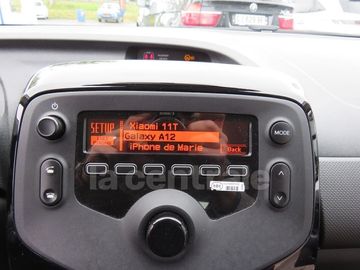 SETUP
Xiaomi 11T
Galaxy A12
iPhone de Marie
Back
MODE
la centrale